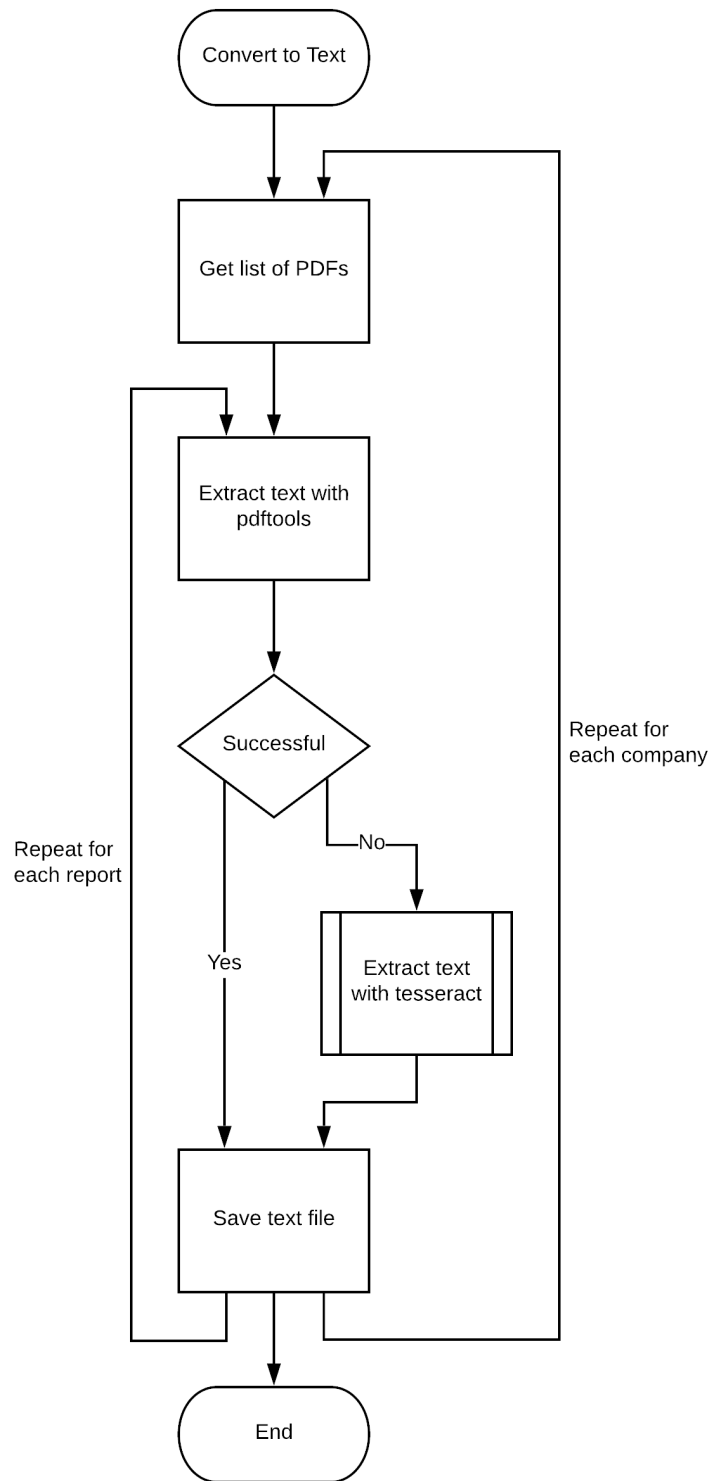 Convert to Text
Get list of PDFs
Extract text with
pdftools
Successful
Repeat for
each company
No
Repeat for
each report
Yes
Extract text
with tesseract
Save text file
End